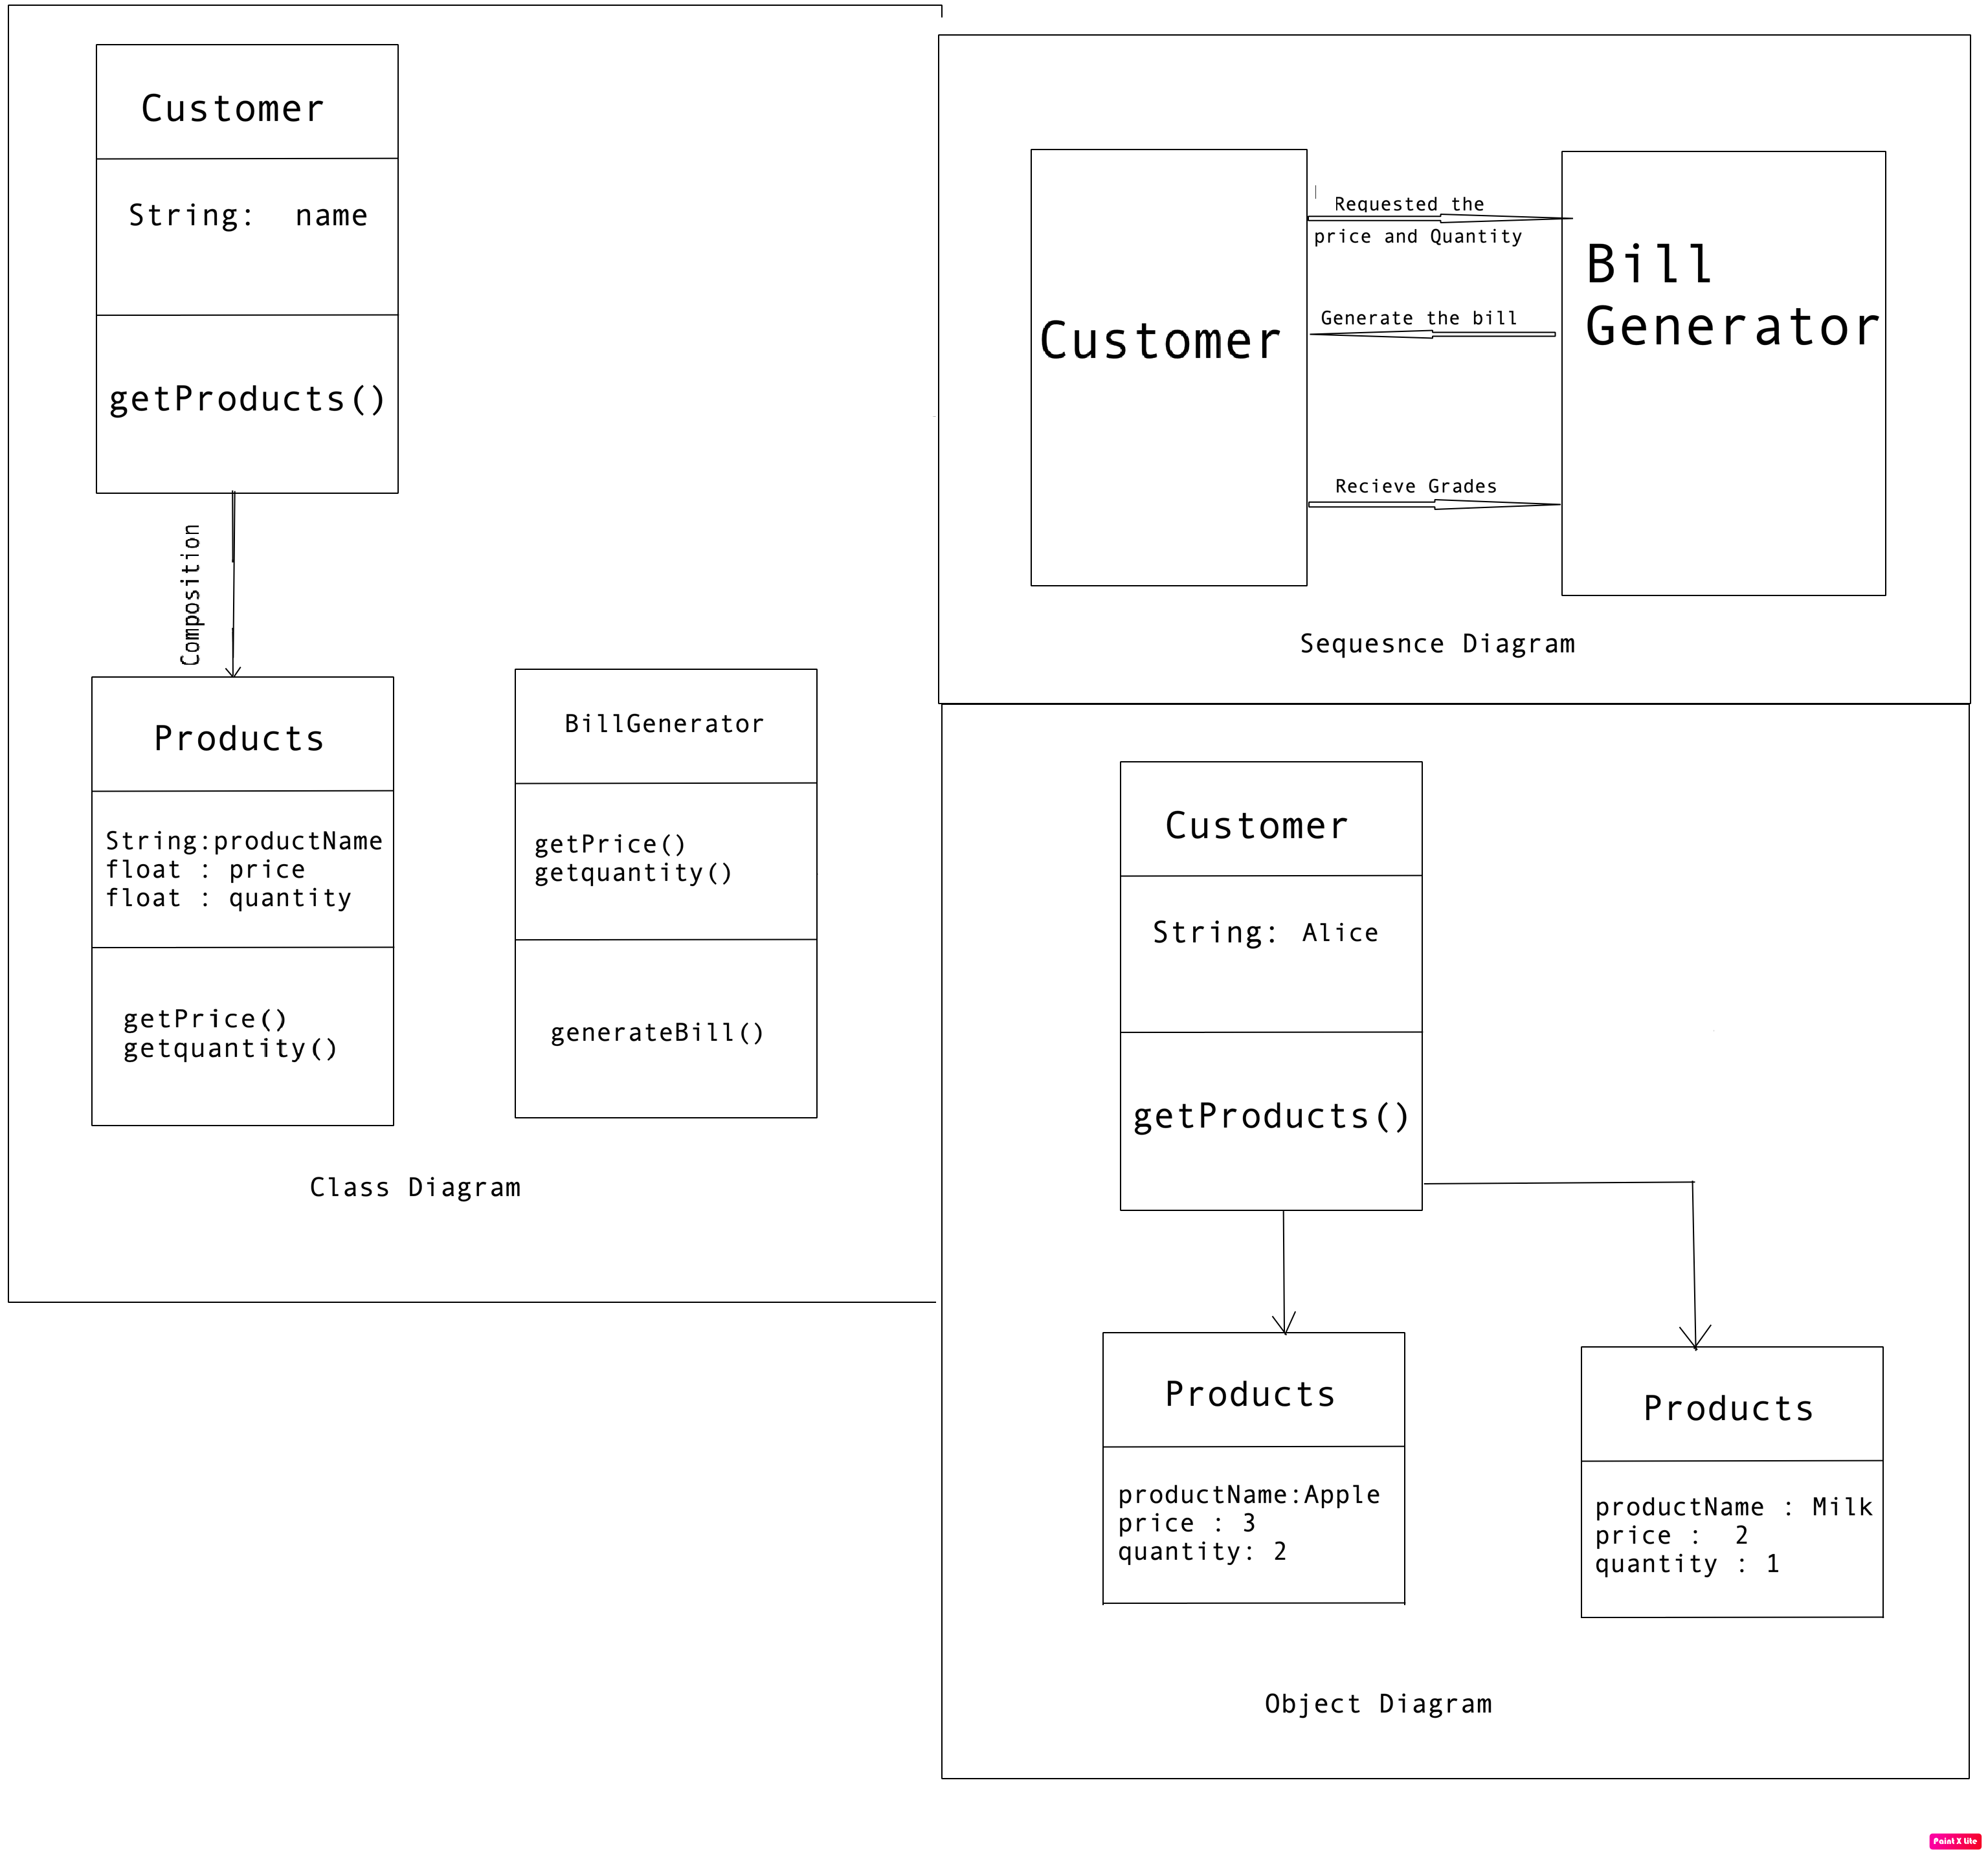 Customer
String:  name
getProducts()
Composition
Products
String:productName
float : price
float : quantity
getPrice()
getquantity()
BillGenerator
getPrice()
getquantity()
generateBill()
Class Diagram
Customer
Requested the
price and Quantity
Generate the bill
Recieve Grades
Bill
Generator
Sequesnce Diagram
Customer
String: Alice
getProducts()
Products
productName:Apple
price : 3
quantity: 2
Products
productName : Milk
price :  2
quantity : 1
Object Diagram
Paint X Lite